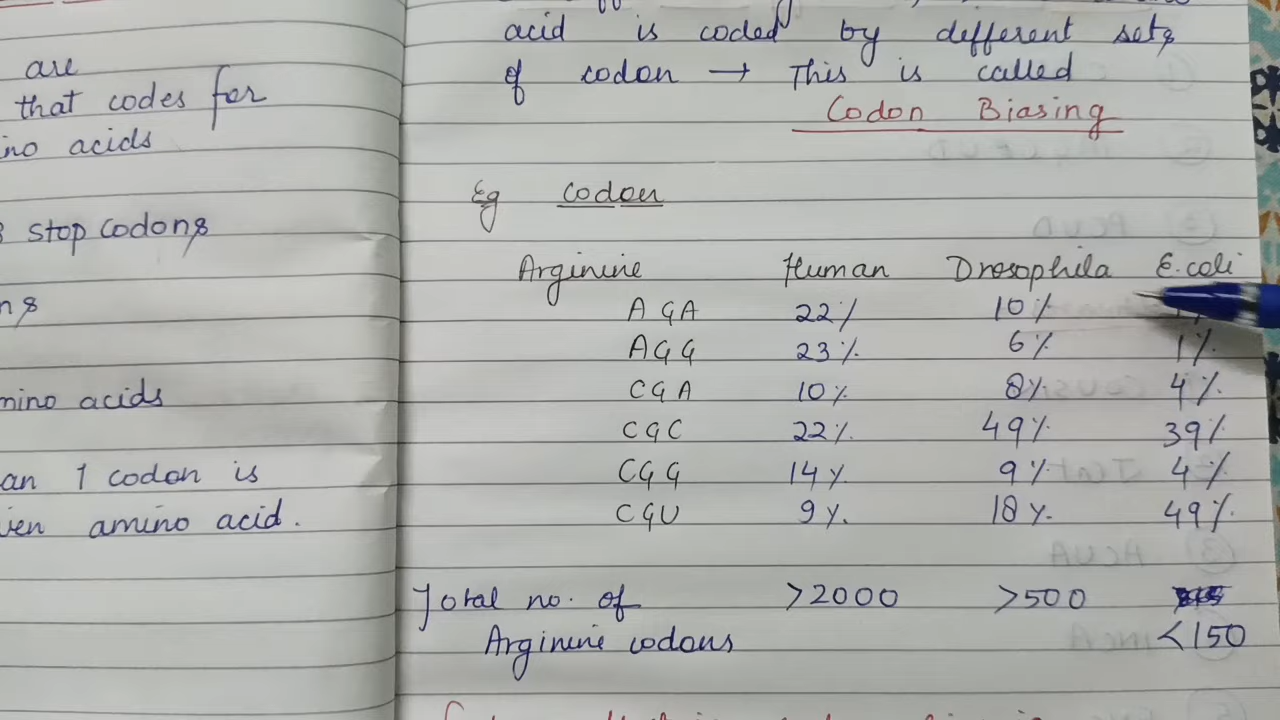 are
that codes for
no acids
stop codons
mino acids
an 1 codon is
ven amino acid.
acid is coded by different sets
of codon → This is called
Codon Biasing
Eg codon
Arginine Human Drosophila E.coli
AGA 22% 10%
AGG 23% 6% 1%
CGA 10% 8% 4%
CGC 22% 49% 39%
CGG 14% 9% 4%
CGU 9% 18% 49%
Total no. of >2000 >500
Arginine codons <150